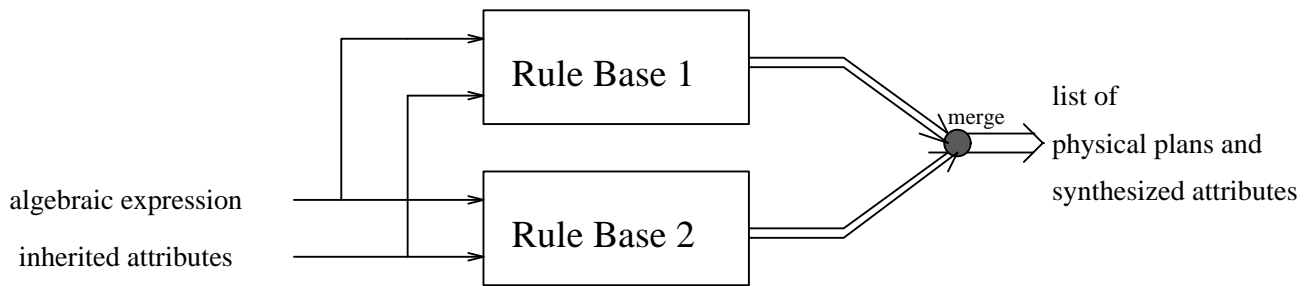 Rule Base 1
merge
list of
physical plans and
synthesized attributes
algebraic expression
inherited attributes
Rule Base 2